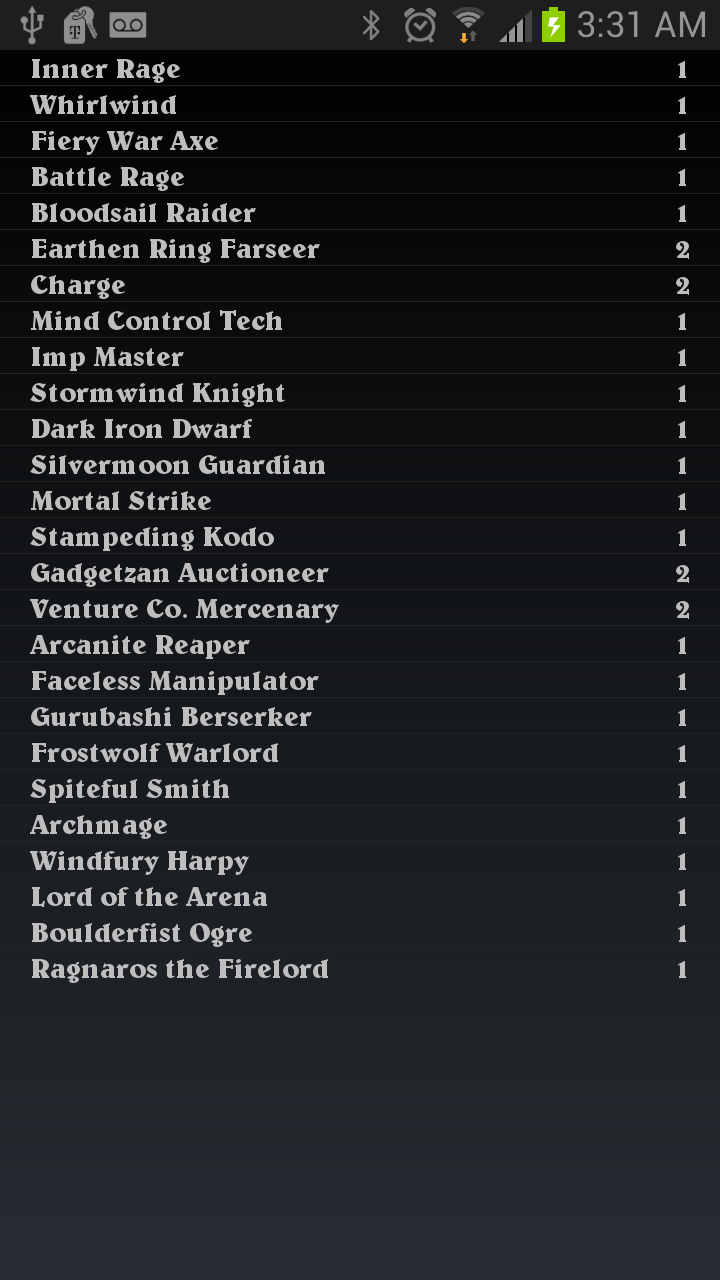 3:31 AM
Inner Rage 1
Whirlwind 1
Fiery War Axe 1
Battle Rage 1
Bloodsail Raider 1
Earthen Ring Farseer 2
Charge 2
Mind Control Tech 1
Imp Master 1
Stormwind Knight 1
Dark Iron Dwarf 1
Silvermoon Guardian 1
Mortal Strike 1
Stampeding Kodo 1
Gadgetzan Auctioneer 2
Venture Co. Mercenary 2
Arcanite Reaper 1
Faceless Manipulator 1
Gurubashi Berserker 1
Frostwolf Warlord 1
Spiteful Smith 1
Archmage 1
Windfury Harpy 1
Lord of the Arena 1
Boulderfist Ogre 1
Ragnaros the Firelord 1